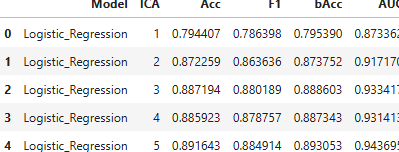 Model ICA Acc F1 bAcc AUC
0 Logistic_Regression 1 0.794407 0.786398 0.795390 0.873362
1 Logistic_Regression 2 0.872259 0.863636 0.873752 0.917170
2 Logistic_Regression 3 0.887194 0.880189 0.888603 0.933417
3 Logistic_Regression 4 0.885923 0.878757 0.887343 0.931413
4 Logistic_Regression 5 0.891643 0.884914 0.893053 0.943695